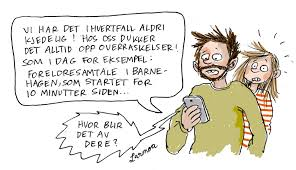 VI HAR DET IHVERTFALL ALDRI
KJEDELIG! HOS OSS DUKKER
DET ALLTID OPP OVERRASKELSER!
SOM I DAG FOR EKSEMPEL:
FORELDRESAMTALE I BARNE-
HAGEN, SOM STARTET FOR
10 MINUTTER SIDEN...
HVOR BLIR
DET AV
DERE?